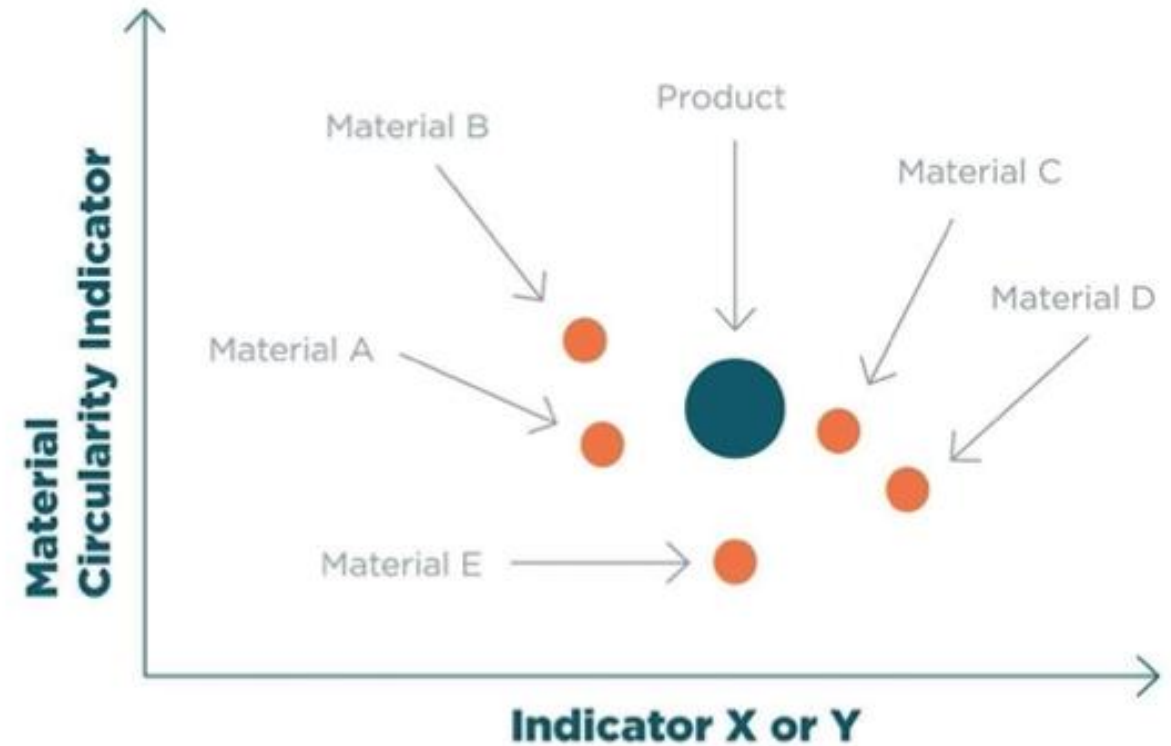 Product
Material B
Material C
Material D
Material A
Material E
Material
Circularity Indicator
Indicator X or Y